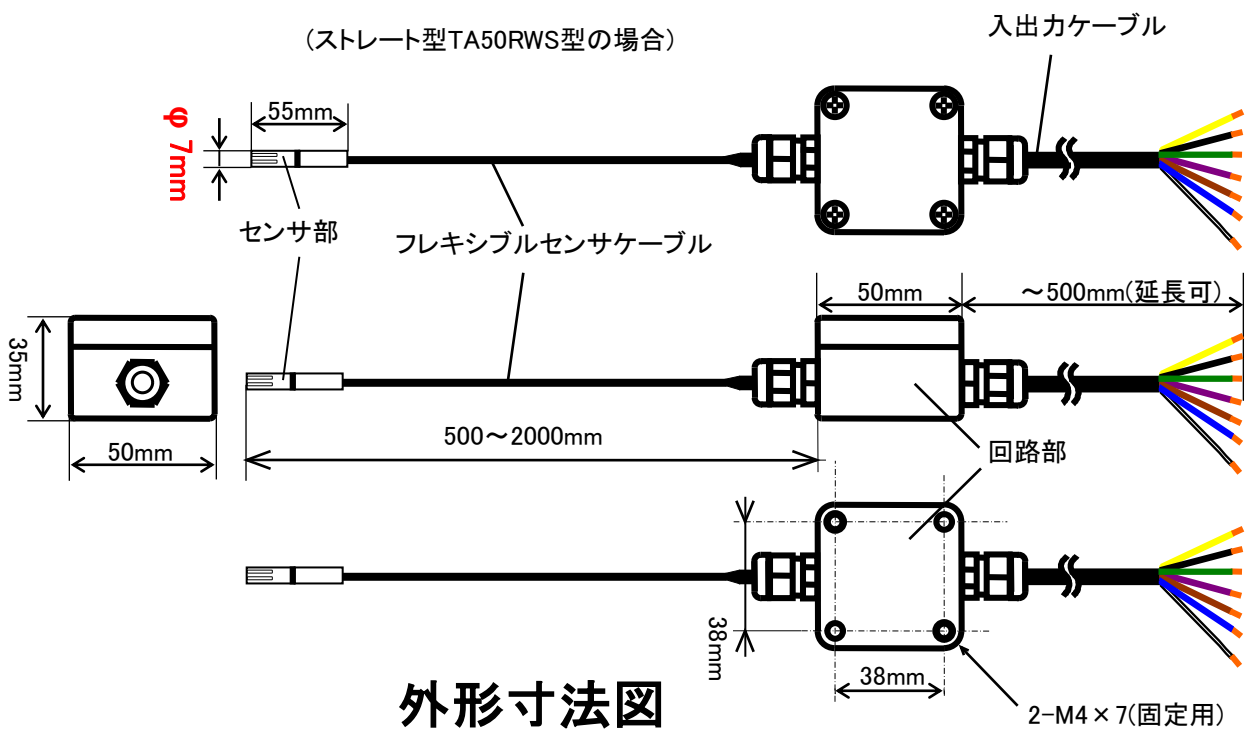 (ストレート型TA50RWS型の場合)
入出力ケーブル
55mm
φ 7mm
センサ部
フレキシブルセンサケーブル
50mm
～500mm(延長可)
35mm
50mm
500～2000mm
回路部
38mm
38mm
2-M4×7(固定用)
外形寸法図